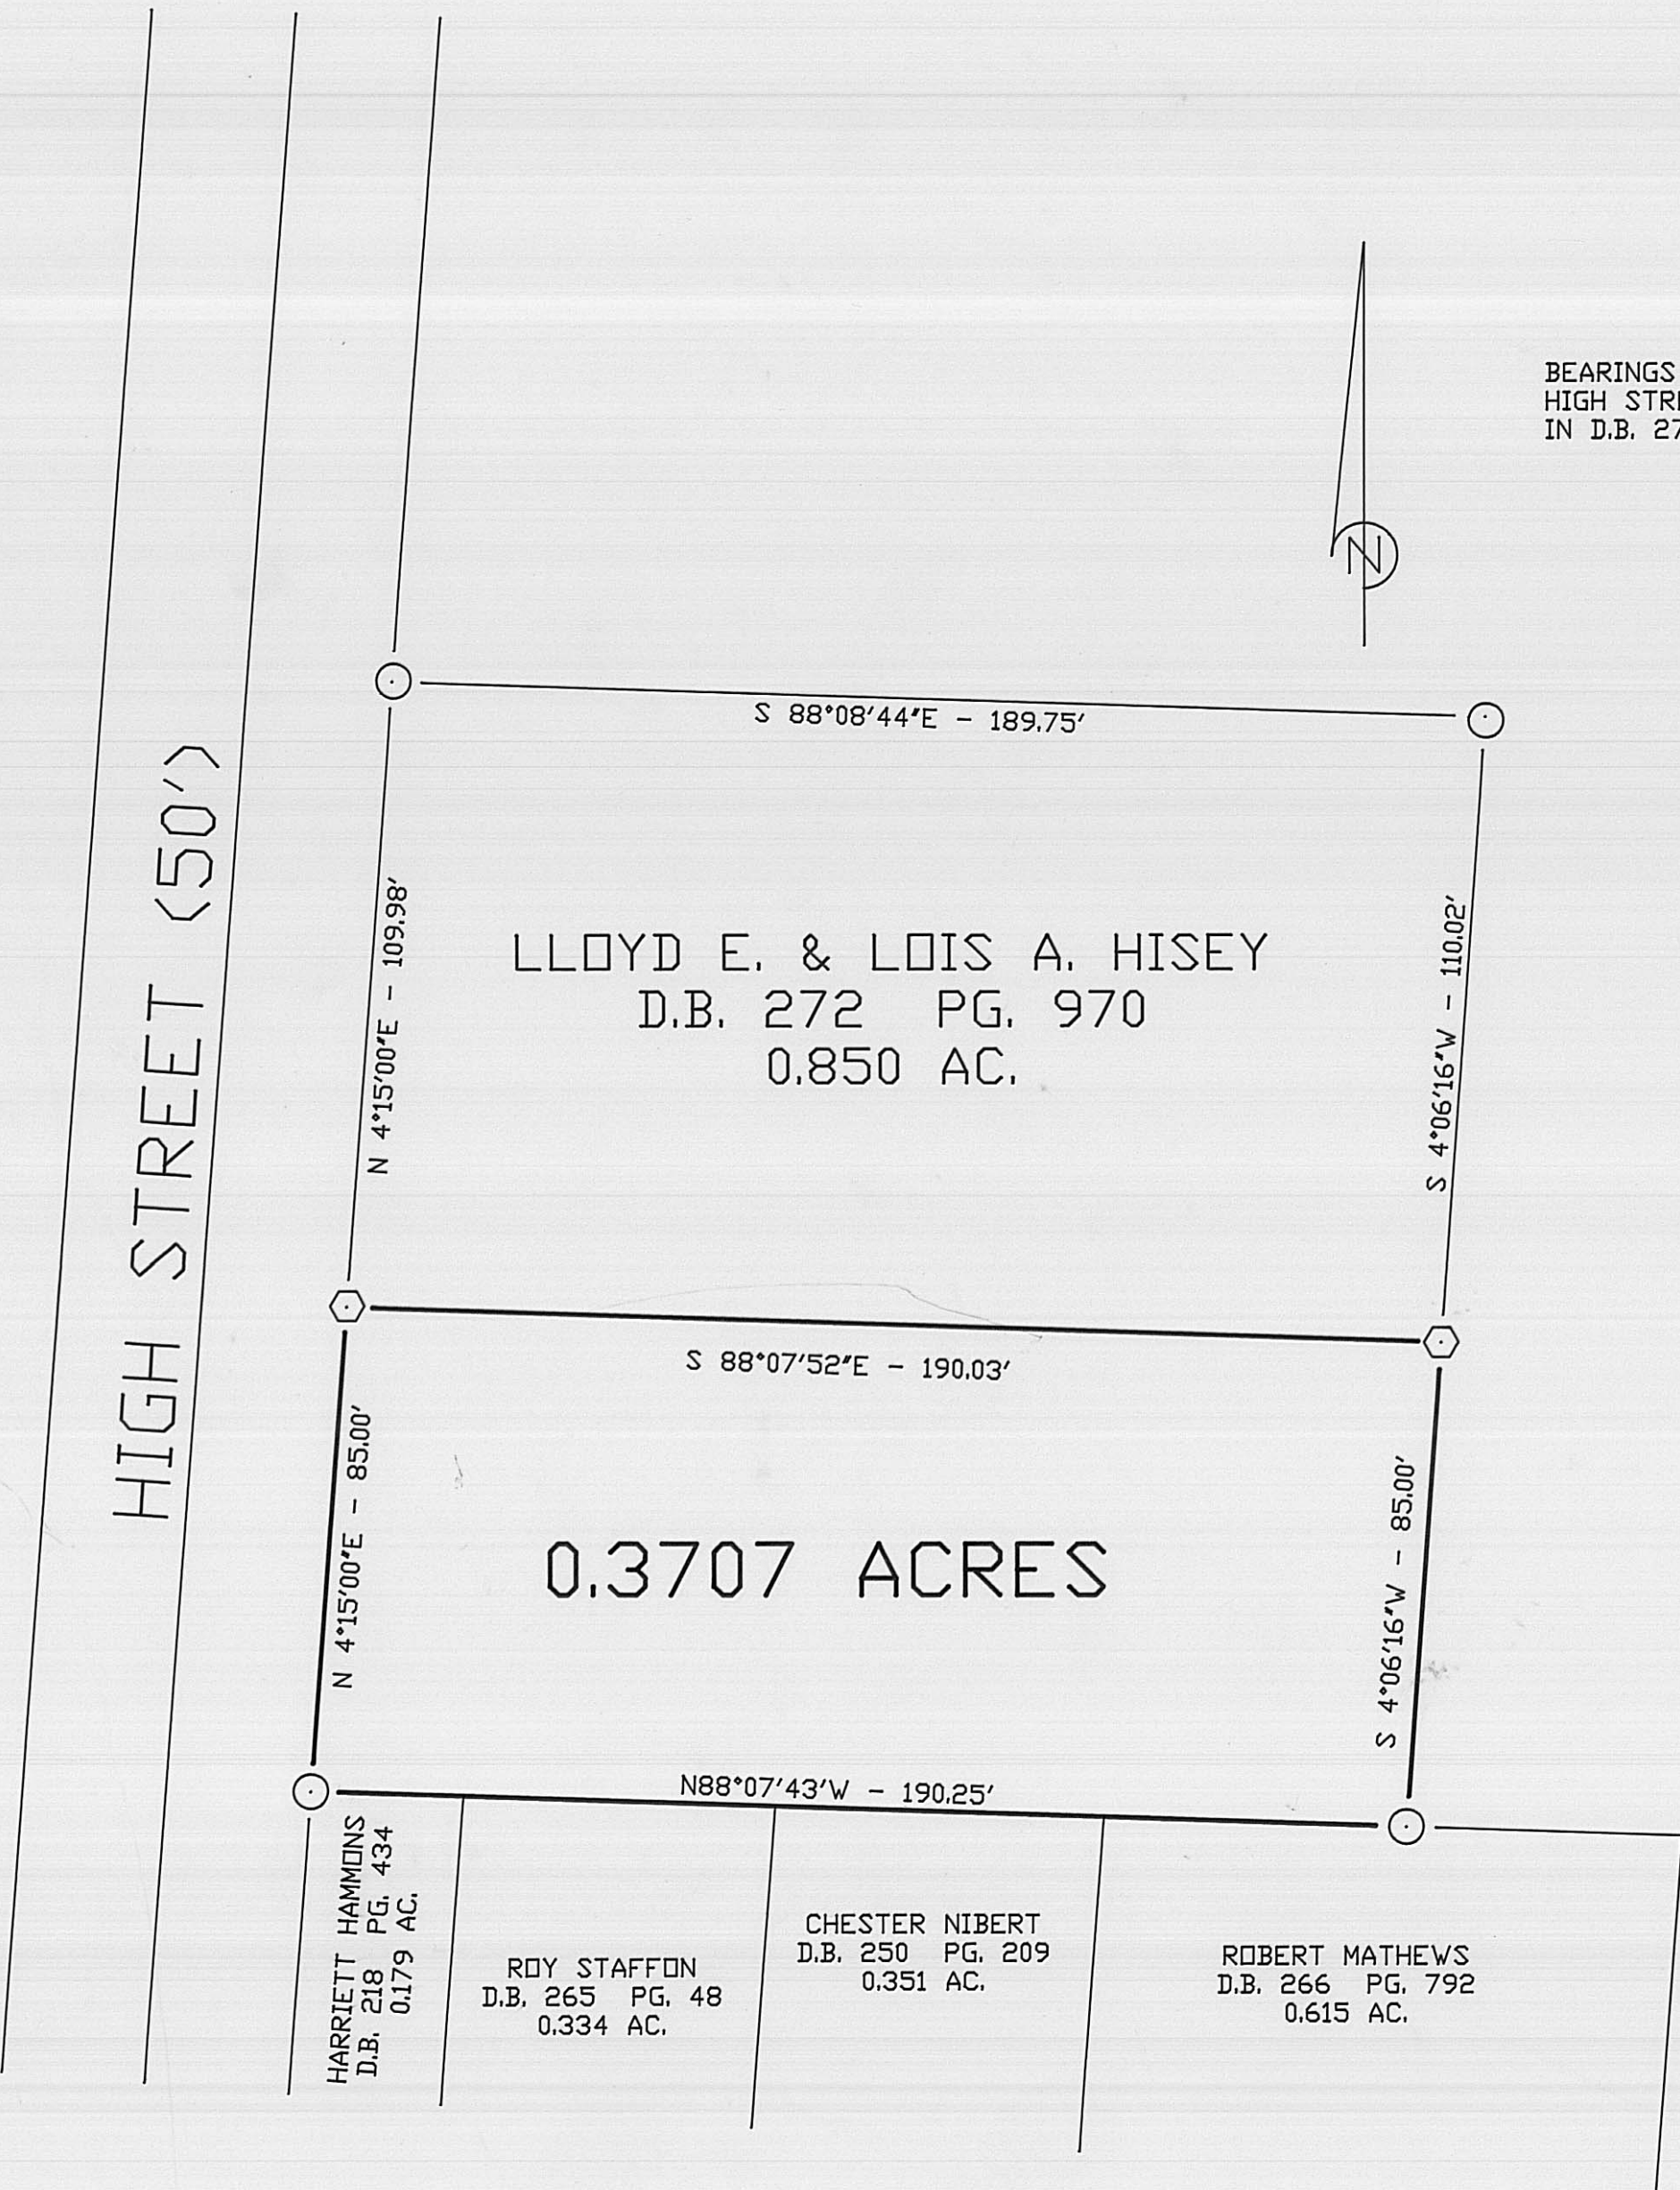 BEARINGS
HIGH STRE
IN D.B. 27
N
S 88°08'44"E - 189.75'
HIGH STREET (50')
N 4°15'00"E - 109.98'
LLOYD E. & LOIS A. HISEY
D.B. 272 PG. 970
0.850 AC.
S 4°06'16"W - 110.02'
S 88°07'52"E - 190.03'
N 4°15'00"E - 85.00'
0.3707 ACRES
S 4°06'16"W - 85.00'
N88°07'43'W - 190.25'
HARRIETT HAMMONS
D.B. 218 PG. 434
0.179 AC.
ROY STAFFON
D.B. 265 PG. 48
0.334 AC.
CHESTER NIBERT
D.B. 250 PG. 209
0.351 AC.
ROBERT MATHEWS
D.B. 266 PG. 792
0.615 AC.